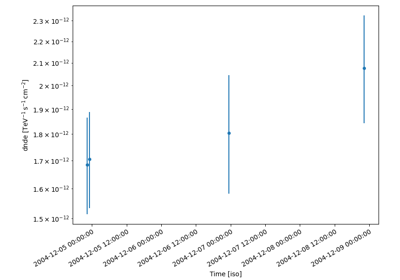 2.3 × 10⁻¹²
2.2 × 10⁻¹²
2.1 × 10⁻¹²
2 × 10⁻¹²
1.9 × 10⁻¹²
1.8 × 10⁻¹²
1.7 × 10⁻¹²
1.6 × 10⁻¹²
1.5 × 10⁻¹²
dnde [TeV⁻¹ s⁻¹ cm⁻²]
2004-12-05 00:00:00
2004-12-05 12:00:00
2004-12-06 00:00:00
2004-12-06 12:00:00
2004-12-07 00:00:00
2004-12-07 12:00:00
2004-12-08 00:00:00
2004-12-08 12:00:00
2004-12-09 00:00:00
Time [iso]